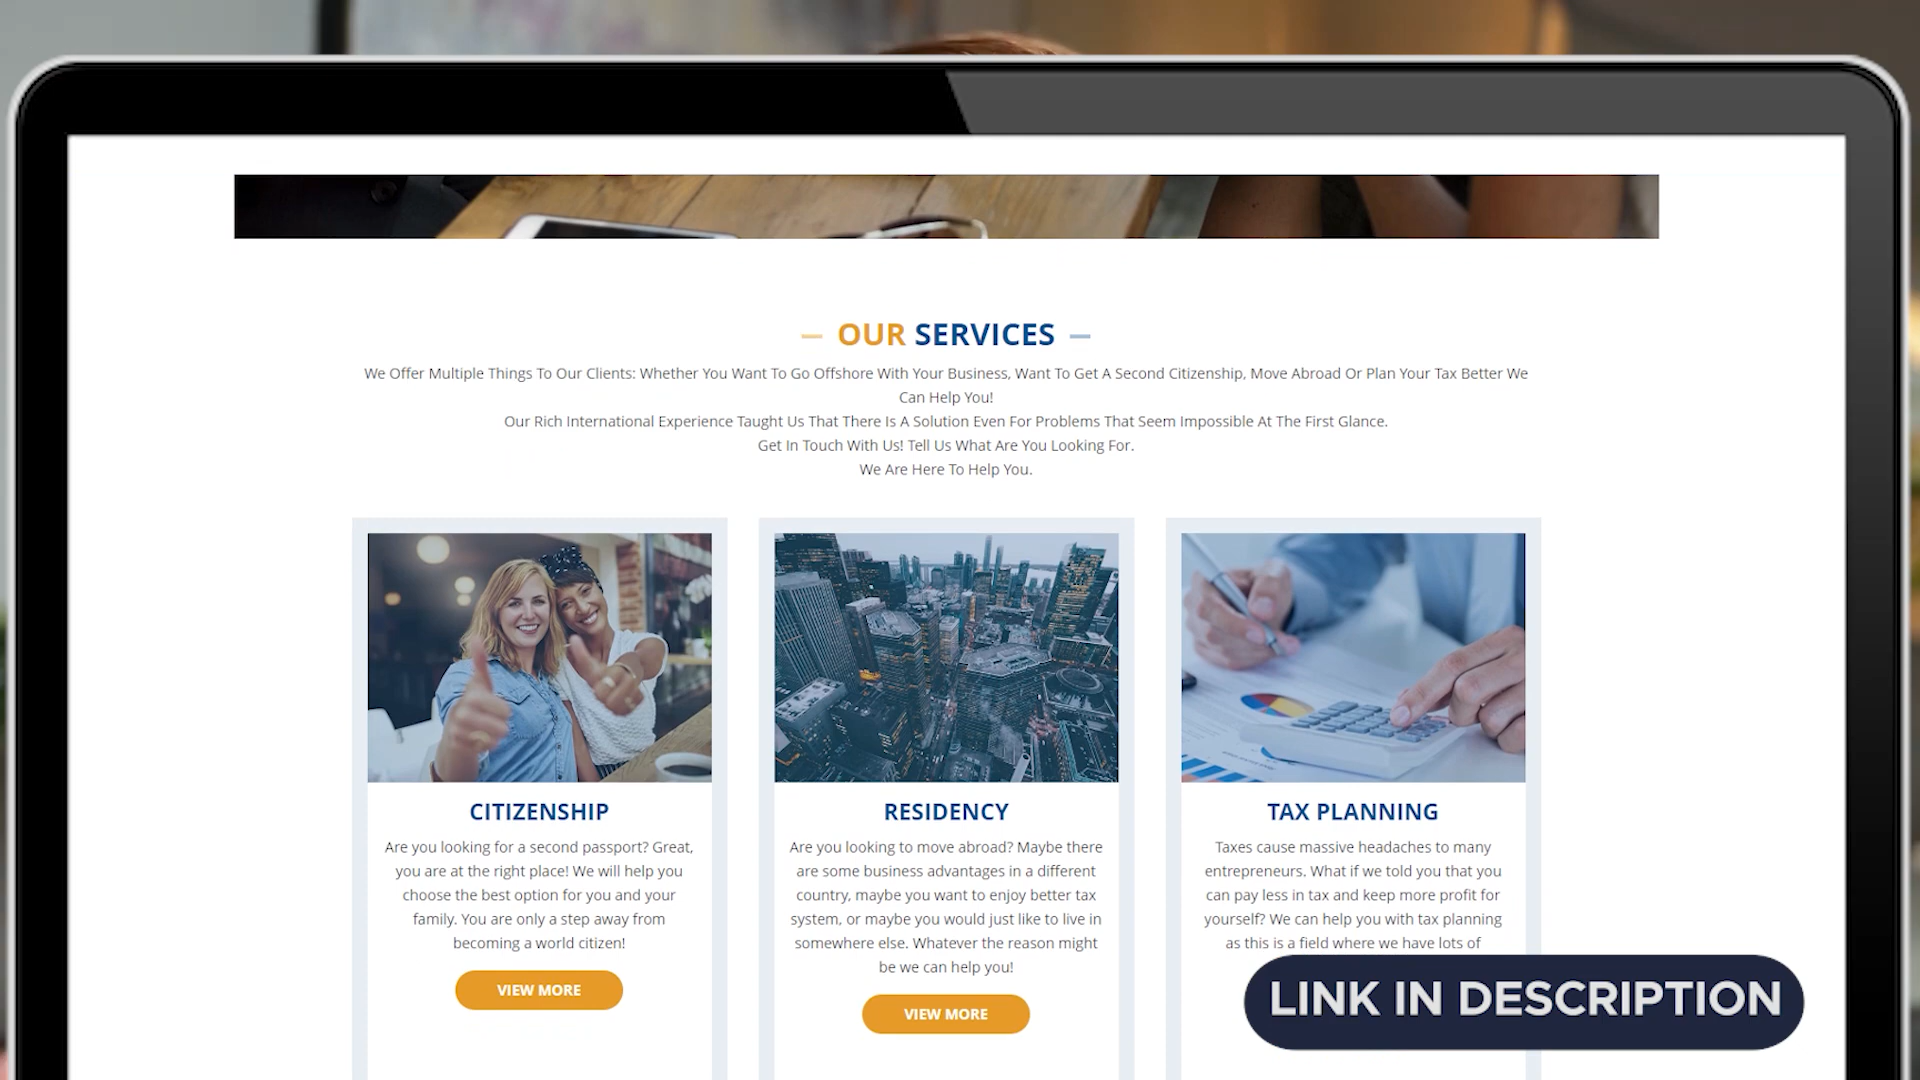 OUR SERVICES
We Offer Multiple Things To Our Clients: Whether You Want To Go Offshore With Your Business, Want To Get A Second Citizenship, Move Abroad Or Plan Your Tax Better We
Can Help You!
Our Rich International Experience Taught Us That There Is A Solution Even For Problems That Seem Impossible At The First Glance.
Get In Touch With Us! Tell Us What Are You Looking For.
We Are Here To Help You.
CITIZENSHIP
Are you looking for a second passport? Great,
you are at the right place! We will help you
choose the best option for you and your
family. You are only a step away from
becoming a world citizen!
VIEW MORE
RESIDENCY
Are you looking to move abroad? Maybe there
are some business advantages in a different
country, maybe you want to enjoy better tax
system, or maybe you would just like to live in
somewhere else. Whatever the reason might
be we can help you!
VIEW MORE
TAX PLANNING
Taxes cause massive headaches to many
entrepreneurs. What if we told you that you
can pay less in tax and keep more profit for
yourself? We can help you with tax planning
as this is a field where we have lots of
LINK IN DESCRIPTION